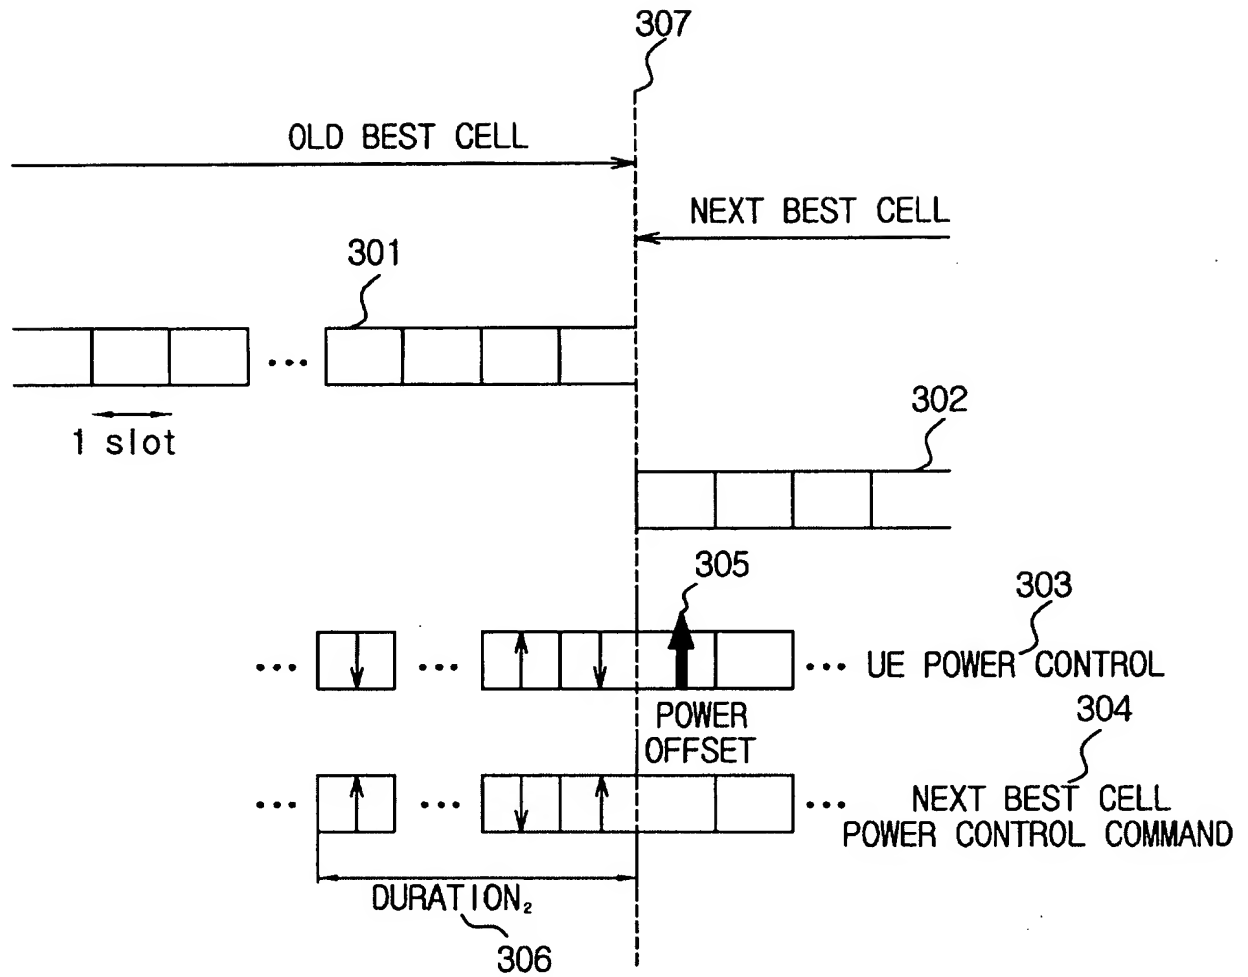 307
OLD BEST CELL
NEXT BEST CELL
301
...
1 slot
302
305
303
... ... ... UE POWER CONTROL
POWER
OFFSET
304
... ... ... NEXT BEST CELL
POWER CONTROL COMMAND
DURATION₂
306